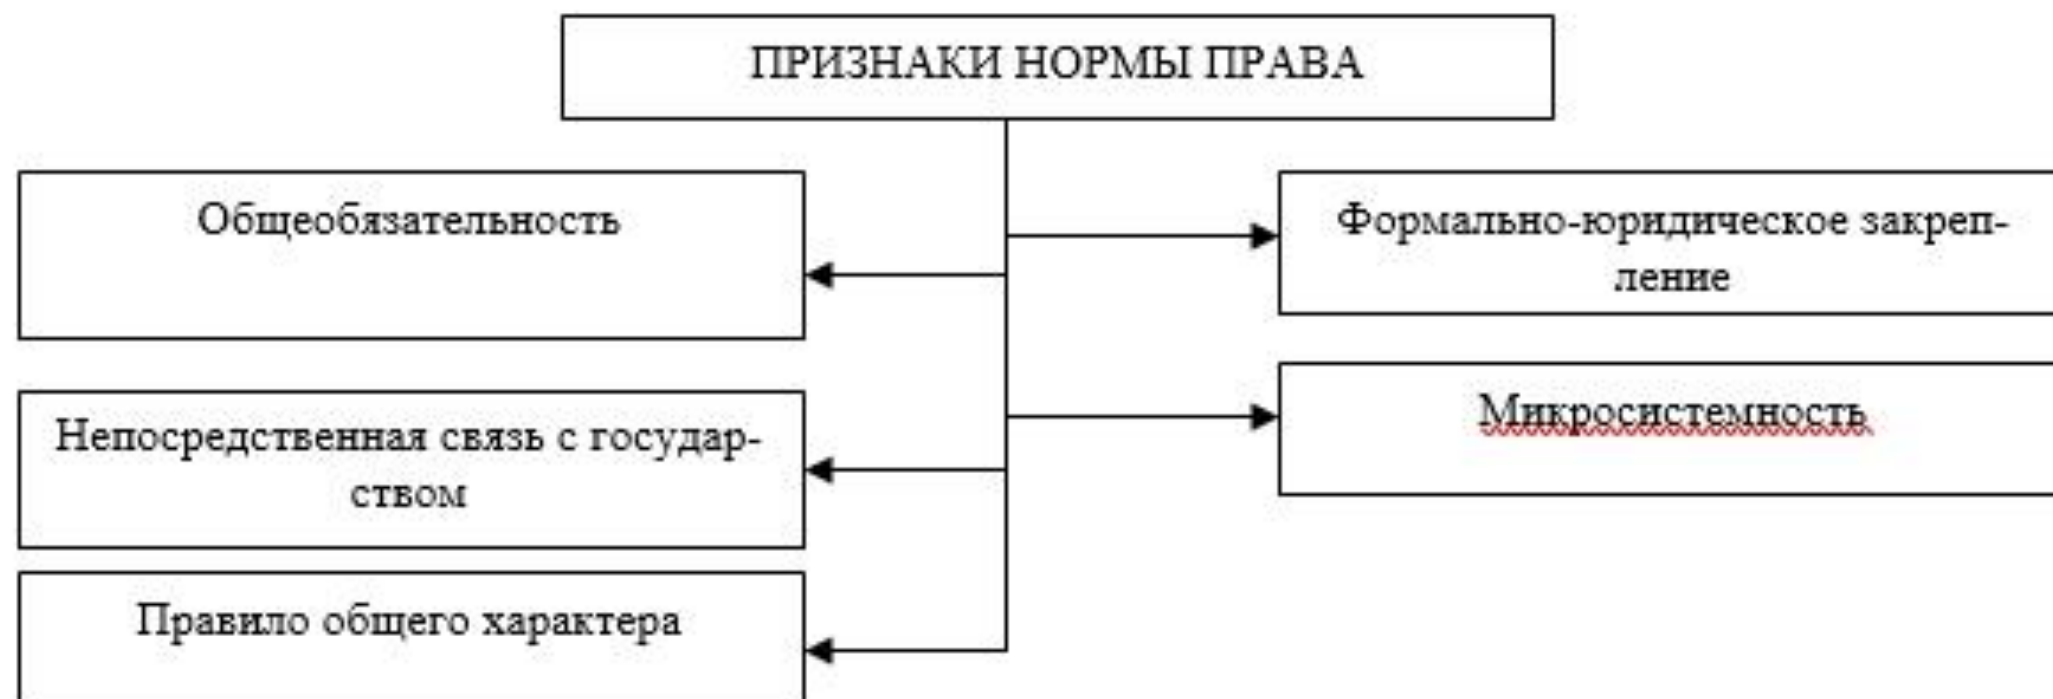 ПРИЗНАКИ НОРМЫ ПРАВА
Общеобязательность
Формально-юридическое закреп-
ление
Непосредственная связь с государ-
ством
Микросистемность
Правило общего характера